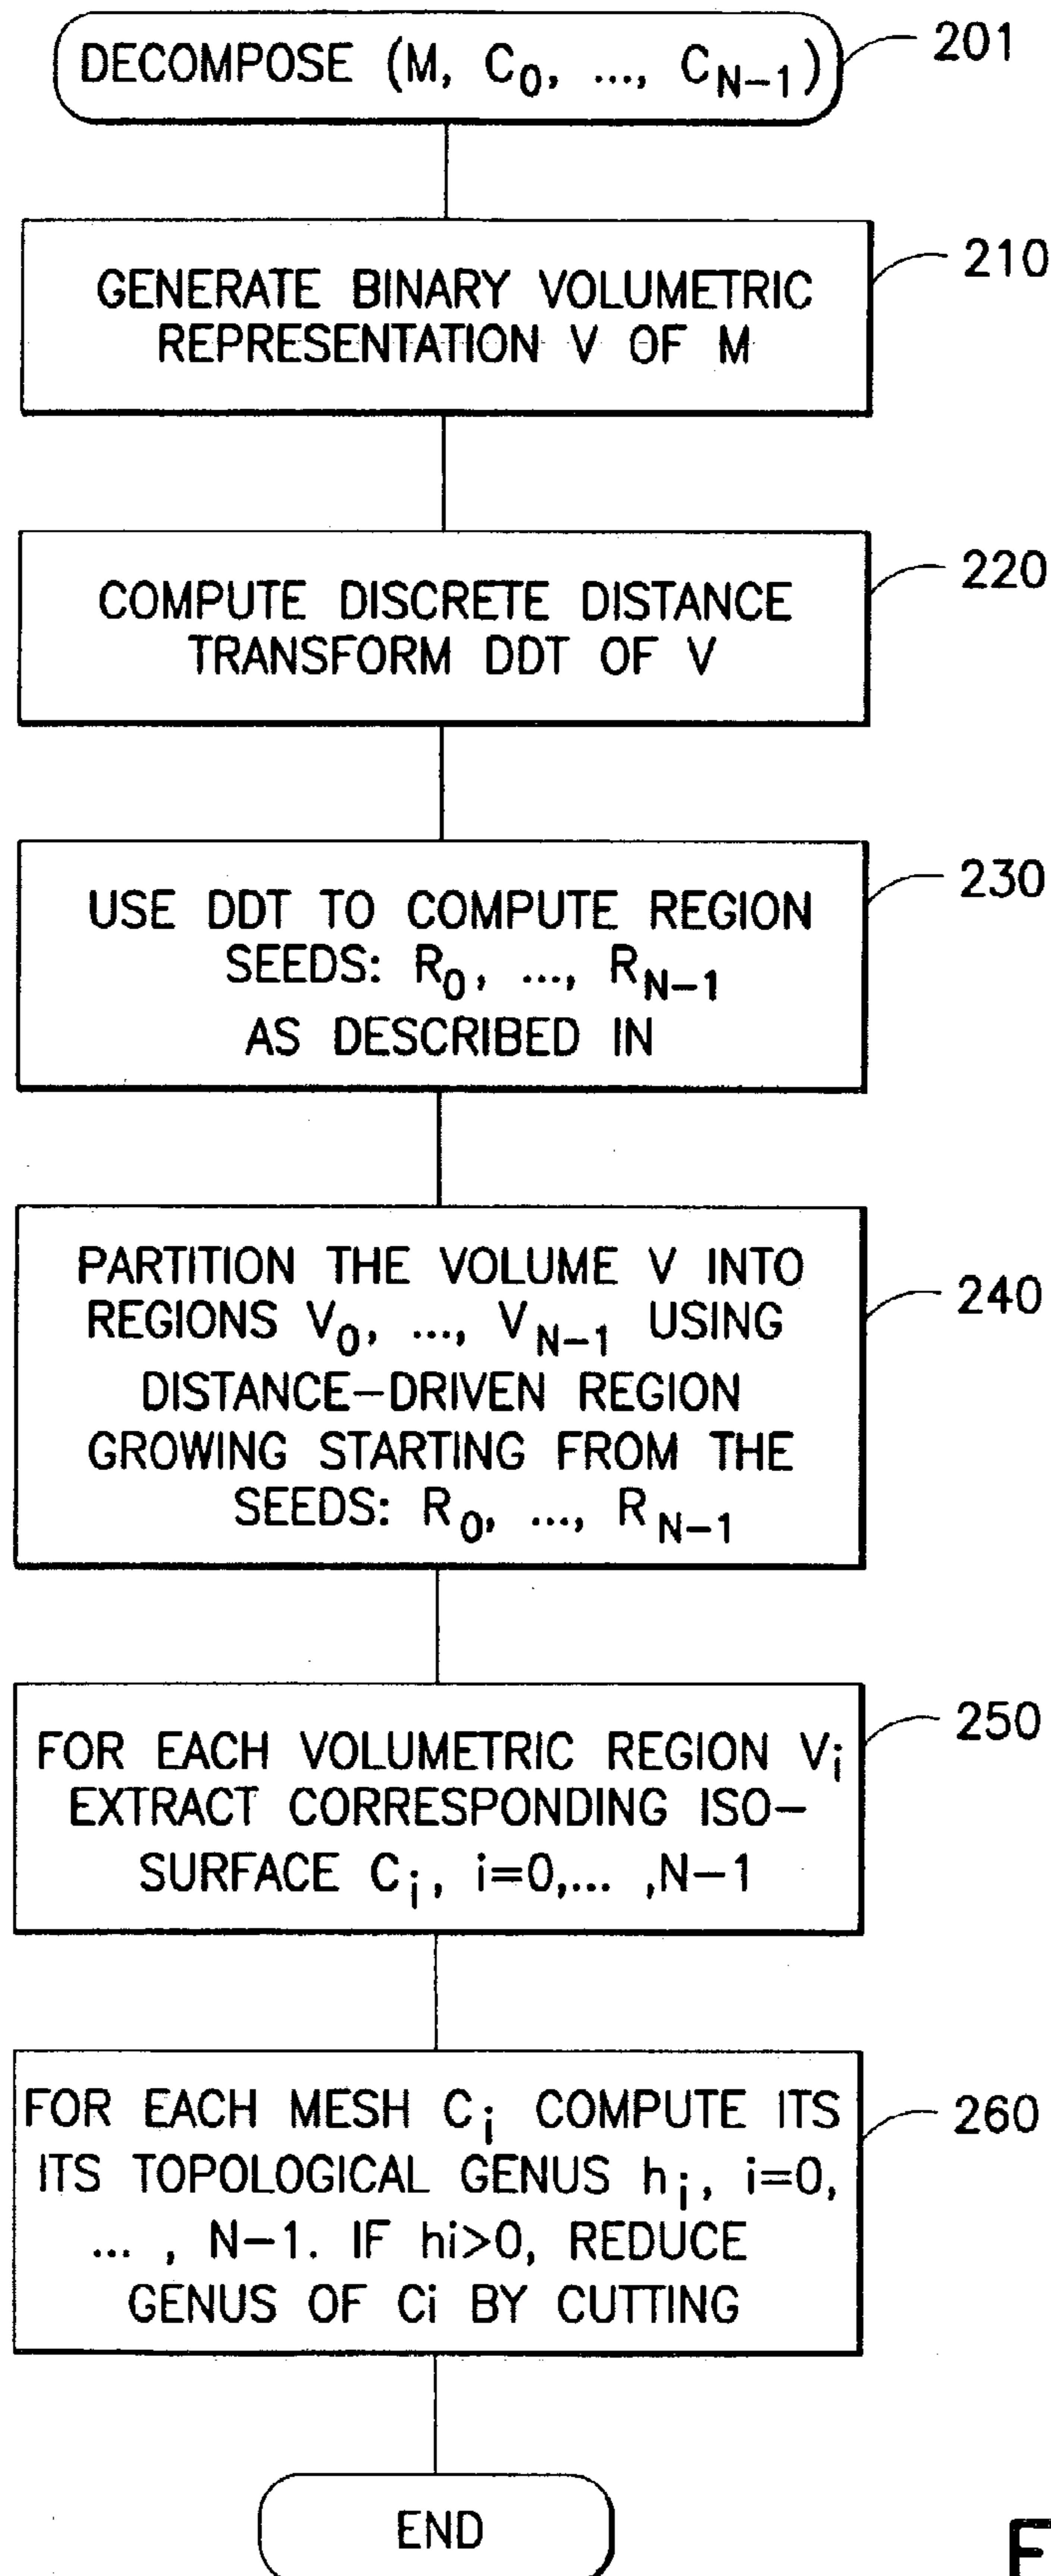 DECOMPOSE (M, C0, ..., CN-1)
201
GENERATE BINARY VOLUMETRIC
REPRESENTATION V OF M
210
COMPUTE DISCRETE DISTANCE
TRANSFORM DDT OF V
220
USE DDT TO COMPUTE REGION
SEEDS: R0, ..., RN-1
AS DESCRIBED IN
230
PARTITION THE VOLUME V INTO
REGIONS V0, ..., VN-1 USING
DISTANCE-DRIVEN REGION
GROWING STARTING FROM THE
SEEDS: R0, ..., RN-1
240
FOR EACH VOLUMETRIC REGION Vi
EXTRACT CORRESPONDING ISO-
SURFACE Ci, i=0,... ,N-1
250
FOR EACH MESH Ci COMPUTE ITS
ITS TOPOLOGICAL GENUS hi, i=0,
... , N-1. IF hi>0, REDUCE
GENUS OF Ci BY CUTTING
260
END